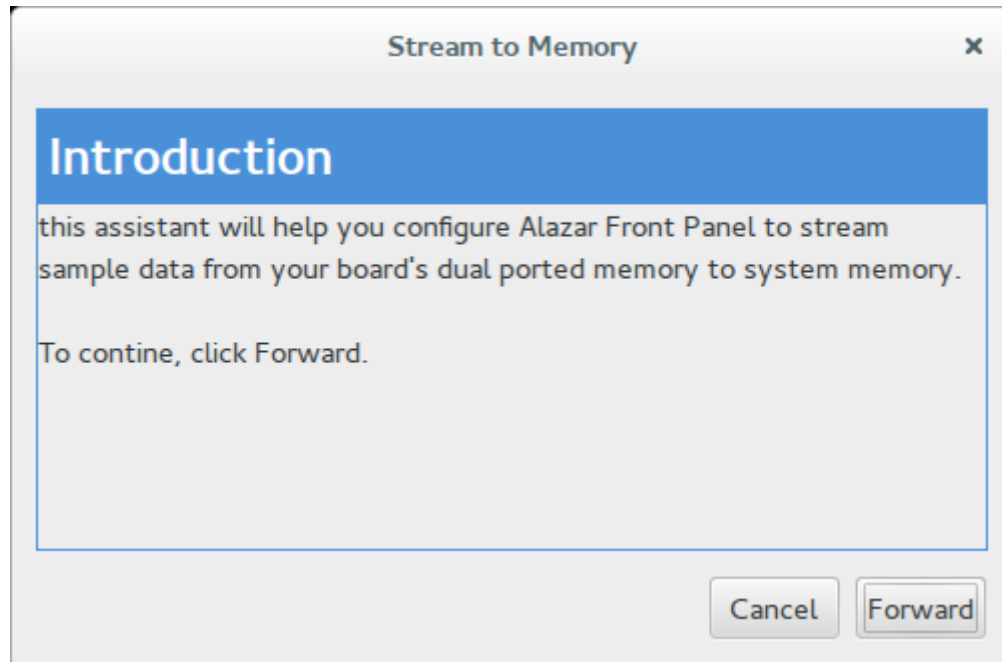 Stream to Memory
Introduction
this assistant will help you configure Alazar Front Panel to stream
sample data from your board's dual ported memory to system memory.
To contine, click Forward.
Cancel
Forward